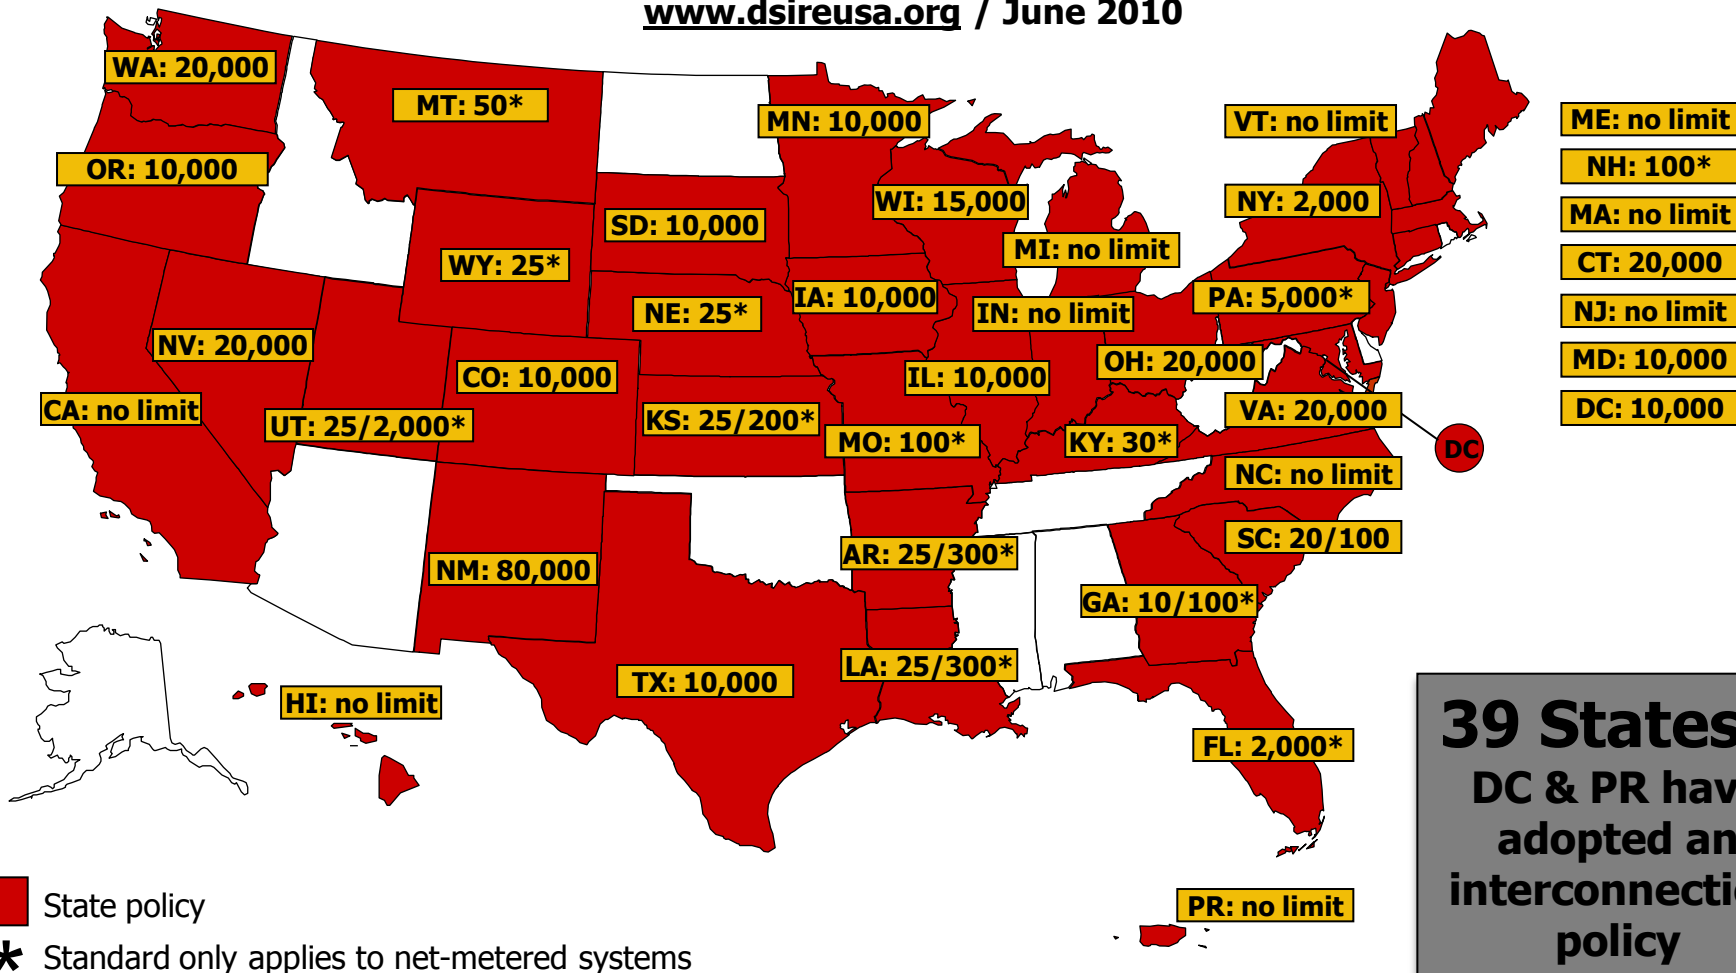 www.dsireusa.org / June 2010
WA: 20,000
MT: 50*
MN: 10,000
VT: no limit
ME: no limit
OR: 10,000
NH: 100*
WI: 15,000
NY: 2,000
MA: no limit
SD: 10,000
MI: no limit
CT: 20,000
WY: 25*
IA: 10,000
PA: 5,000*
NE: 25*
IN: no limit
NJ: no limit
NV: 20,000
OH: 20,000
MD: 10,000
CO: 10,000
IL: 10,000
CA: no limit
VA: 20,000
DC: 10,000
UT: 25/2,000*
KS: 25/200*
MO: 100*
KY: 30*
DC
NC: no limit
SC: 20/100
AR: 25/300*
NM: 80,000
GA: 10/100*
LA: 25/300*
TX: 10,000
HI: no limit
FL: 2,000*
39 States
DC & PR hav
adopted an
interconnecti
policy
PR: no limit
State policy
* Standard only applies to net-metered systems